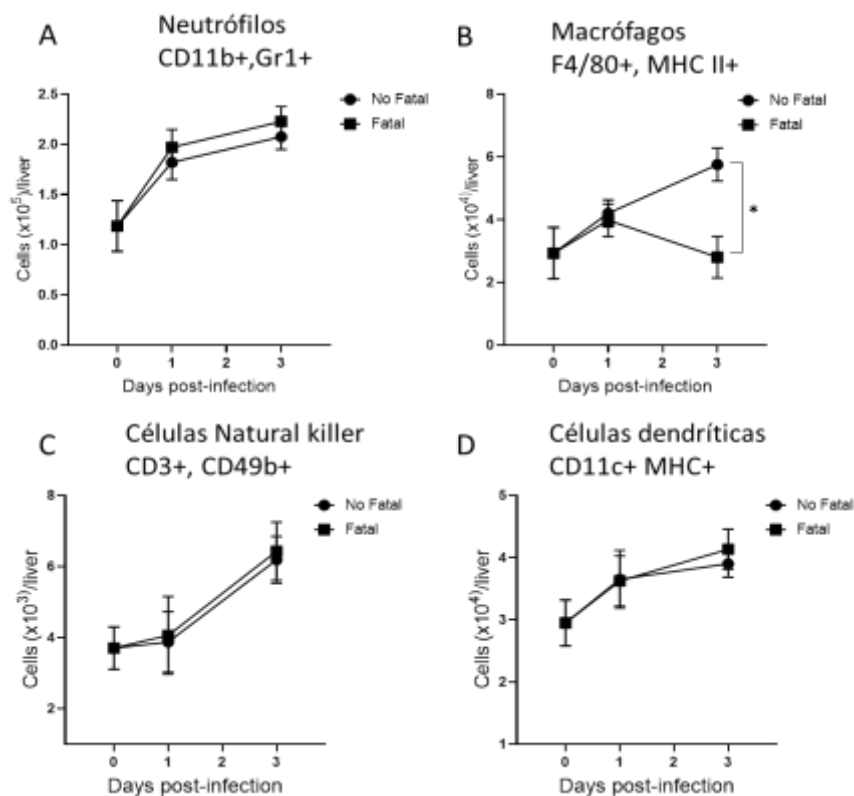 A
Neutrófilos
CD11b+,Gr1+
No Fatal
Fatal
Cells (x10⁵)/liver
2.5
2.0
1.5
1.0
0.5
0.0
0 1 2 3
Days post-infection
B
Macrófagos
F4/80+, MHC II+
No Fatal
Fatal
Cells (x10⁴)/liver
8
6
4
2
0
*
0 1 2 3
Days post-infection
C
Células Natural killer
CD3+, CD49b+
No Fatal
Fatal
Cells (x10³)/liver
8
6
4
2
0 1 2 3
Days post-infection
D
Células dendríticas
CD11c+ MHC+
No Fatal
Fatal
Cells (x10⁴)/liver
5
4
3
2
1
0 1 2 3
Days post-infection